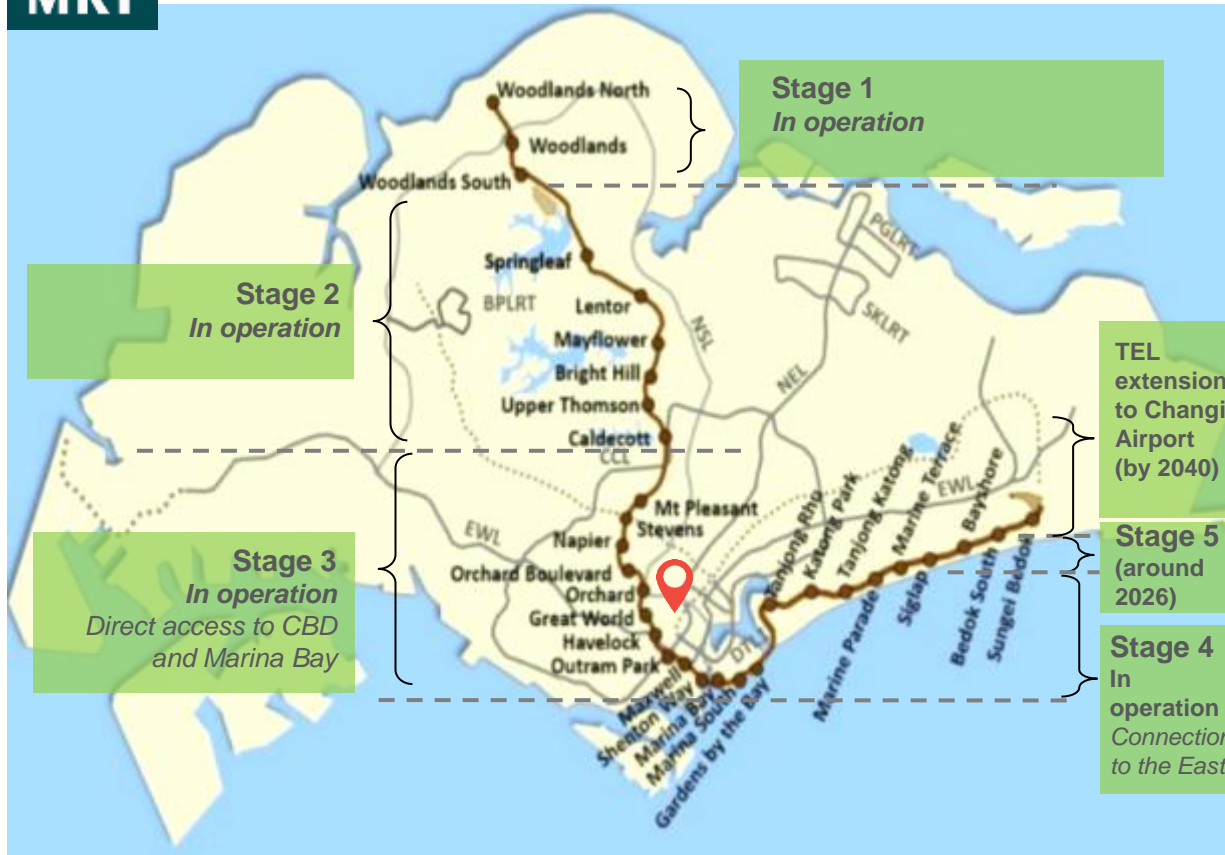 MRT
Stage 1
In operation
Woodlands North
Woodlands
Woodlands South
Stage 2
In operation
Springleaf
Lentor
Mayflower
Bright Hill
Upper Thomson
Caldecott
BPLRT
NSL
NEL
PGLRT
SKLRT
CCL
EWL
EWL
DTL
TEL
extension
to Changi
Airport
(by 2040)
Stage 3
In operation
Direct access to CBD
and Marina Bay
Mt Pleasant
Stevens
Napier
Orchard Boulevard
Orchard
Great World
Havelock
Outram Park
Maxwell
Shenton Way
Marina Bay
Marina South
Gardens by the Bay
Tanjong Rhu
Katong Park
Tanjong Katong
Marine Parade
Marine Terrace
Siglap
Bayshore
Bedok South
Sungei Bedok
Stage 5
(around
2026)
Stage 4
In
operation
Connection
to the East